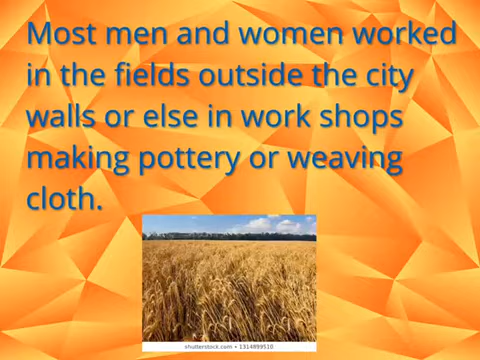 Most men and women worked
in the fields outside the city
walls or else in work shops
making pottery or weaving
cloth.
shutterstock.com • 1314899510